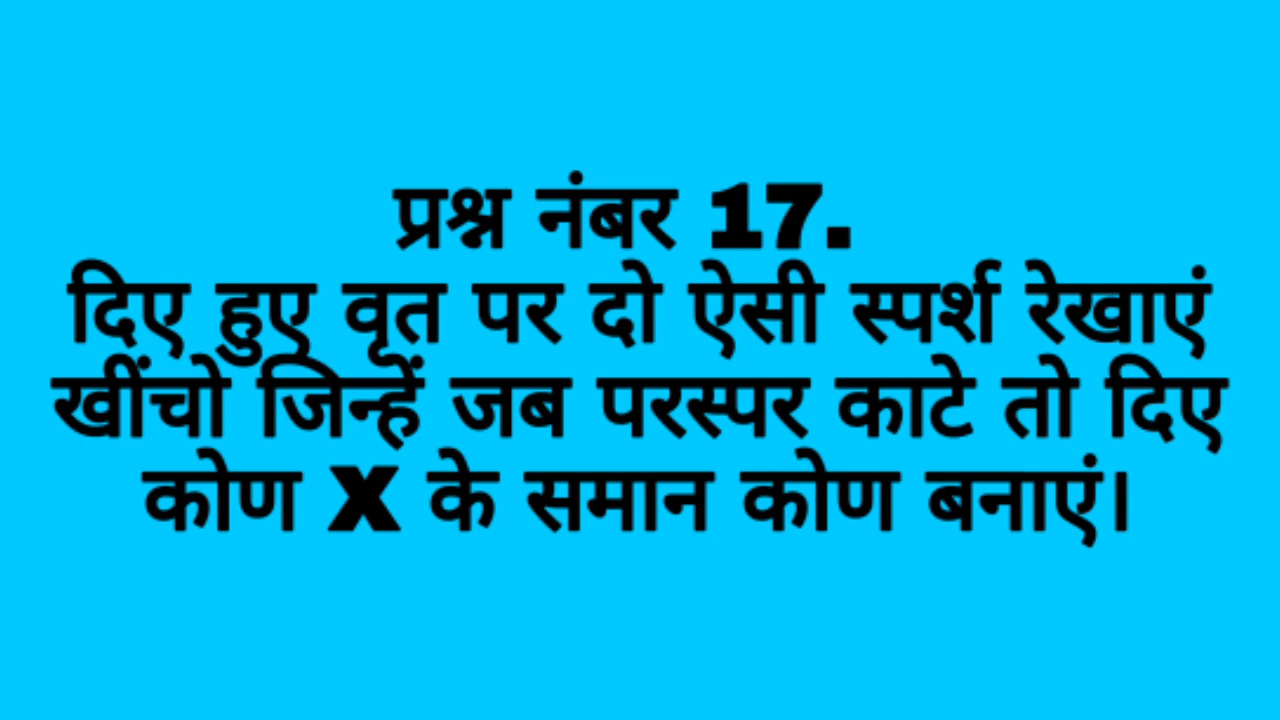 प्रश्न नंबर 17.
दिए हुए वृत पर दो ऐसी स्पर्श रेखाएं
खींचो जिन्हें जब परस्पर काटे तो दिए
कोण X के समान कोण बनाएं।